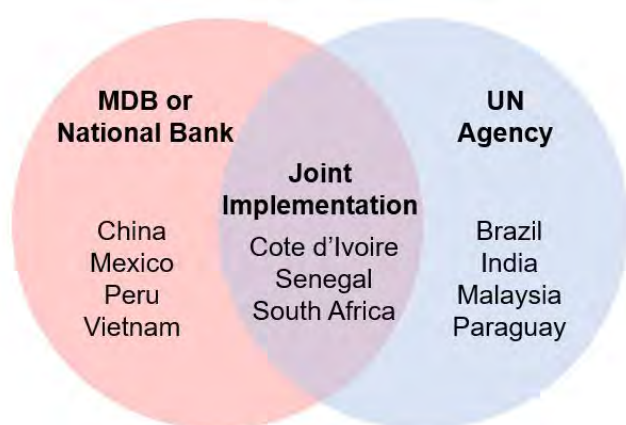 MDB or
National Bank
China
Mexico
Peru
Vietnam
Joint
Implementation
Cote d'Ivoire
Senegal
South Africa
UN
Agency
Brazil
India
Malaysia
Paraguay